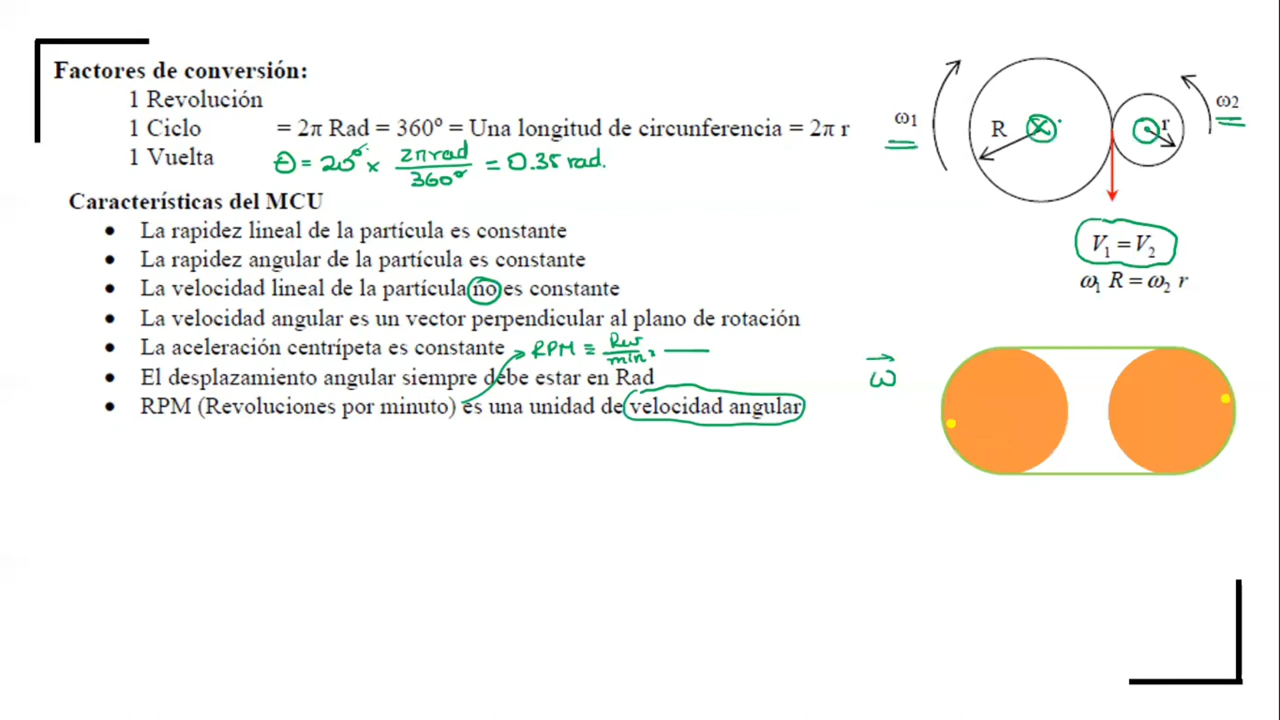 Factores de conversión:
1 Revolución
1 Ciclo = 2π Rad = 360º = Una longitud de circunferencia = 2π r
1 Vuelta
θ = 20° x 2π rad / 360° = 0.35 rad.
Características del MCU
• La rapidez lineal de la partícula es constante
• La rapidez angular de la partícula es constante
• La velocidad lineal de la partícula no es constante
• La velocidad angular es un vector perpendicular al plano de rotación
• La aceleración centrípeta es constante
RPM ≡ Rev / min
• El desplazamiento angular siempre debe estar en Rad
• RPM (Revoluciones por minuto) es una unidad de velocidad angular
ω1
R
r
ω2
V1 = V2
ω1 R = ω2 r
ω